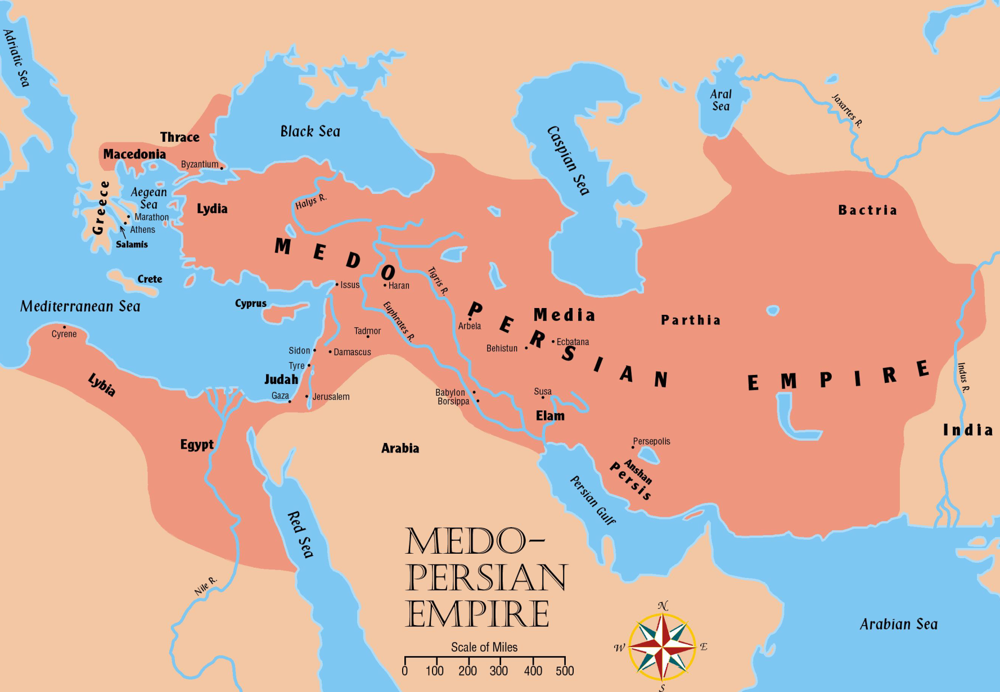 Adriatic Sea
Aral
Sea
Jaxartes R.
Black Sea
Caspian Sea
Thrace
Macedonia
Byzantium
Greece
Aegean
Sea
Halys R.
Lydia
Bactria
Marathon
Athens
Salamis
MEDO
Crete
Issus
Haran
Tigris R.
Mediterranean Sea
Cyprus
PERSIAN
Media
Parthia
Cyrene
Euphrates R.
Tadmor
Arbela
Ecbatana
Behistun
Sidon
Damascus
Tyre
EMPIRE
Indus R.
Lybia
Judah
Gaza
Jerusalem
Babylon
Borsippa
Susa
Elam
India
Egypt
Arabia
Persepolis
Anshan
Persis
Persian Gulf
Red Sea
Nile R.
MEDO-
PERSIAN
EMPIRE
Scale of Miles
0 100 200 300 400 500
N
W E
S
Arabian Sea